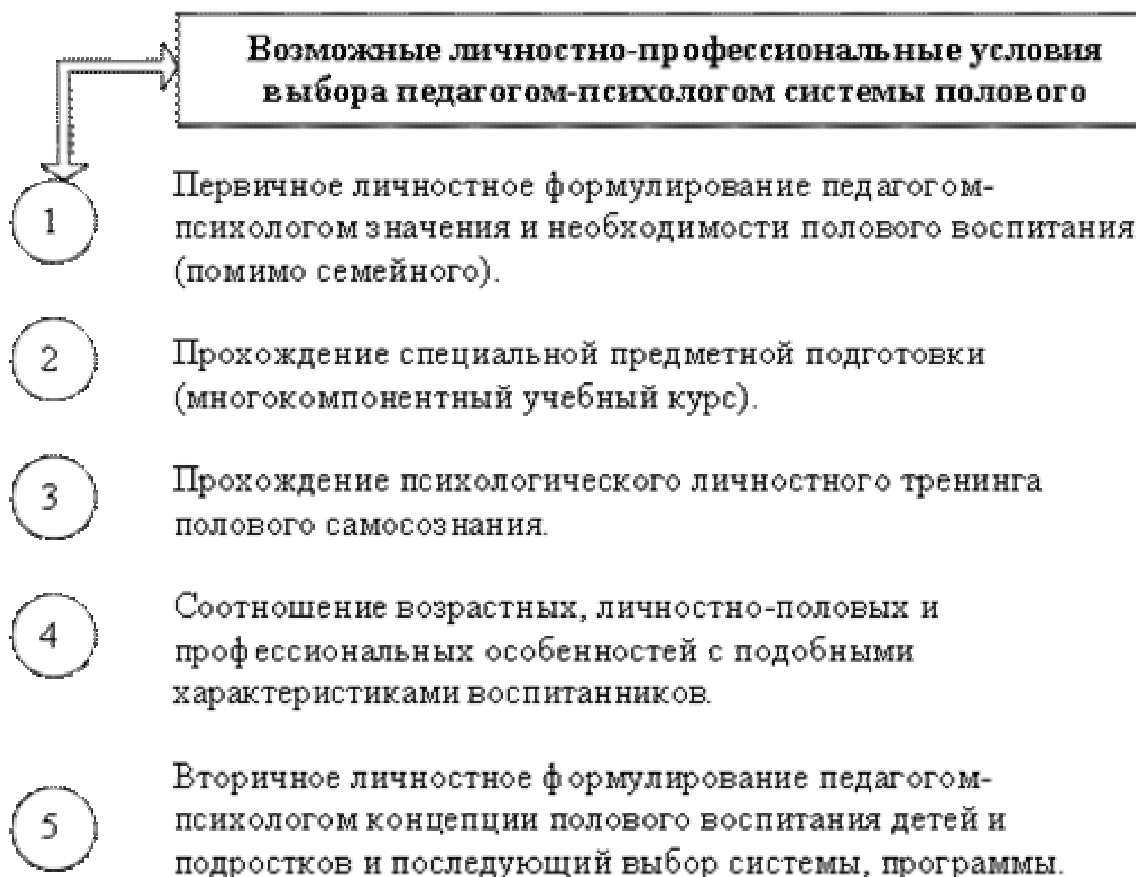 Возможные личностно-профессиональные условия
выбора педагогом-психологом системы полового
1
Первичное личностное формулирование педагогом-
психологом значения и необходимости полового воспитания
(помимо семейного).
2
Прохождение специальной предметной подготовки
(многокомпонентный учебный курс).
3
Прохождение психологического личностного тренинга
полового самосознания.
4
Соотношение возрастных, личностно-половых и
профессиональных особенностей с подобными
характеристиками воспитанников.
5
Вторичное личностное формулирование педагогом-
психологом концепции полового воспитания детей и
подростков и последующий выбор системы, программы.